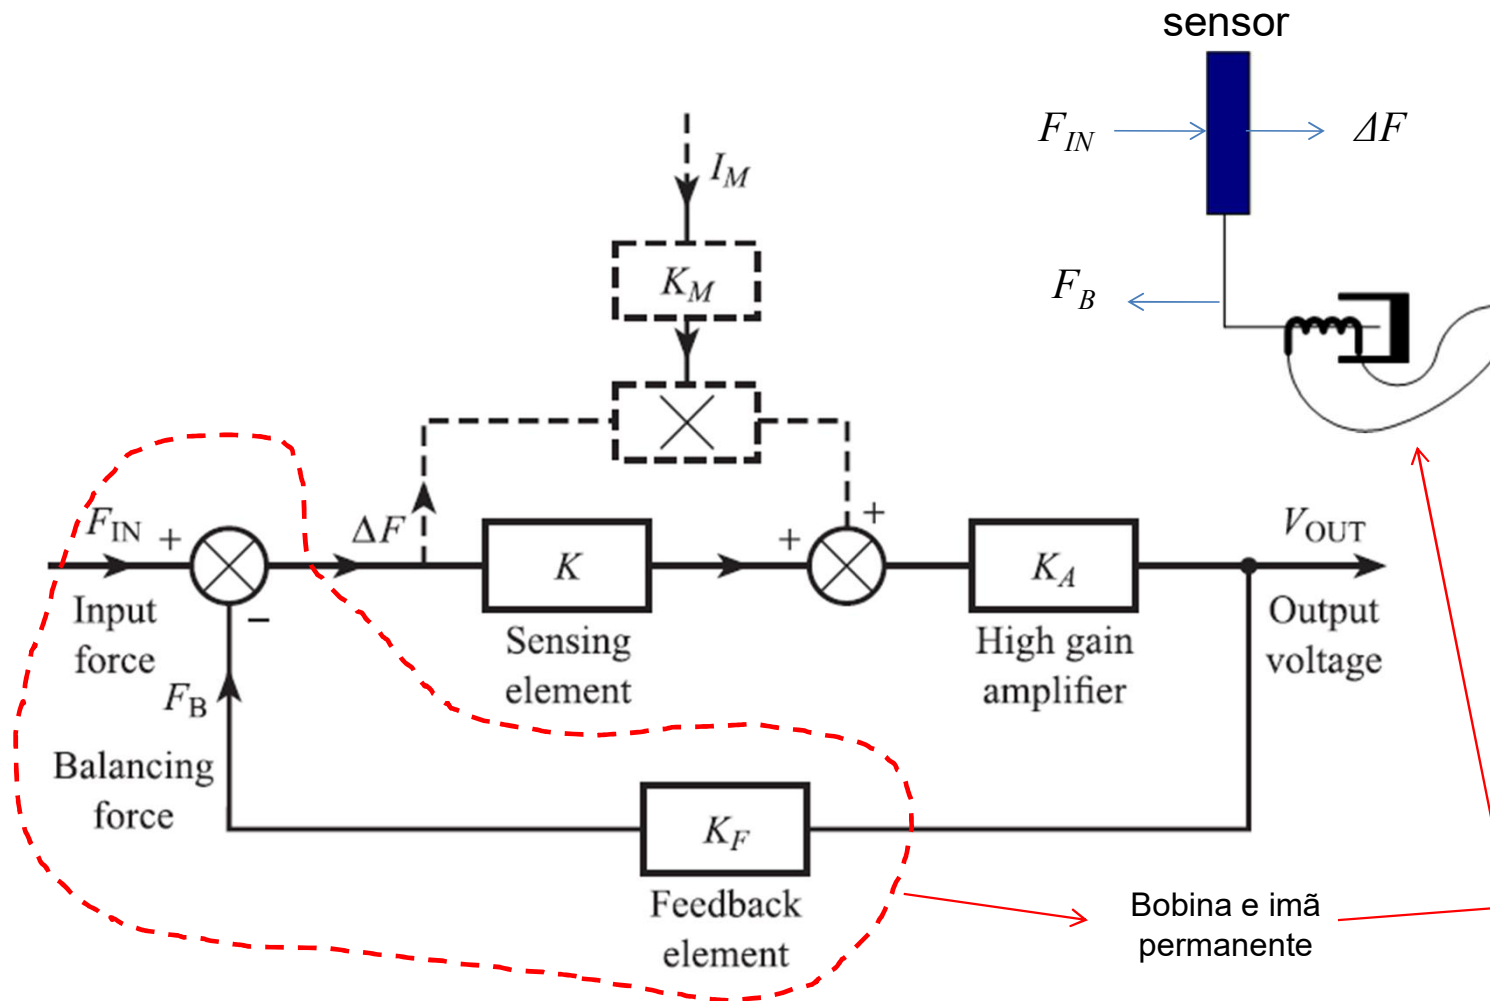 sensor
F_IN
ΔF
F_B
I_M
K_M
F_IN
+
ΔF
K
+
+
K_A
V_OUT
Input
force
−
Sensing
element
High gain
amplifier
Output
voltage
F_B
Balancing
force
K_F
Feedback
element
Bobina e imã
permanente